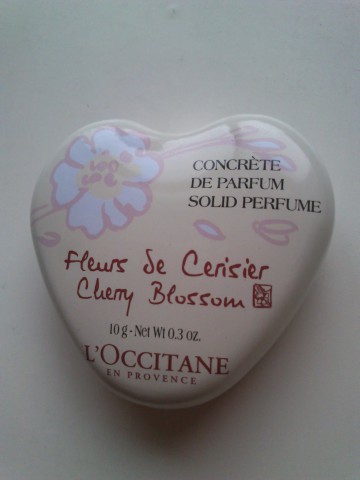 CONCRÈTE
DE PARFUM
SOLID PERFUME
Fleurs de Cerisier
Cherry Blossom
10 g - Net Wt 0.3 oz.
L'OCCITANE
EN PROVENCE